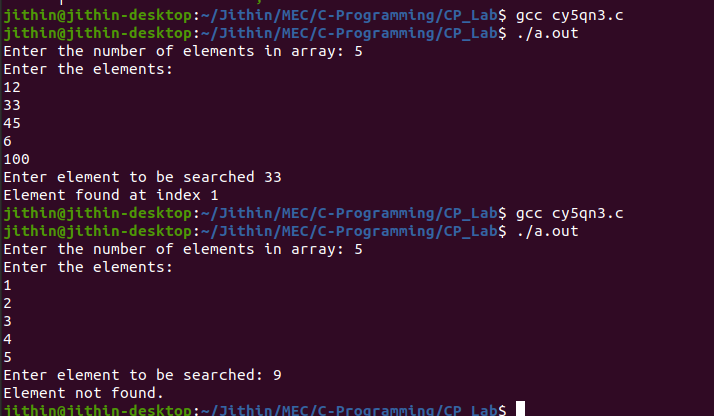 jithin@jithin-desktop:~/Jithin/MEC/C-Programming/CP_Lab$ gcc cy5qn3.c
jithin@jithin-desktop:~/Jithin/MEC/C-Programming/CP_Lab$ ./a.out
Enter the number of elements in array: 5
Enter the elements:
12
33
45
6
100
Enter element to be searched 33
Element found at index 1
jithin@jithin-desktop:~/Jithin/MEC/C-Programming/CP_Lab$ gcc cy5qn3.c
jithin@jithin-desktop:~/Jithin/MEC/C-Programming/CP_Lab$ ./a.out
Enter the number of elements in array: 5
Enter the elements:
1
2
3
4
5
Enter element to be searched: 9
Element not found.
jithin@jithin-desktop:~/Jithin/MEC/C-Programming/CP_Lab$